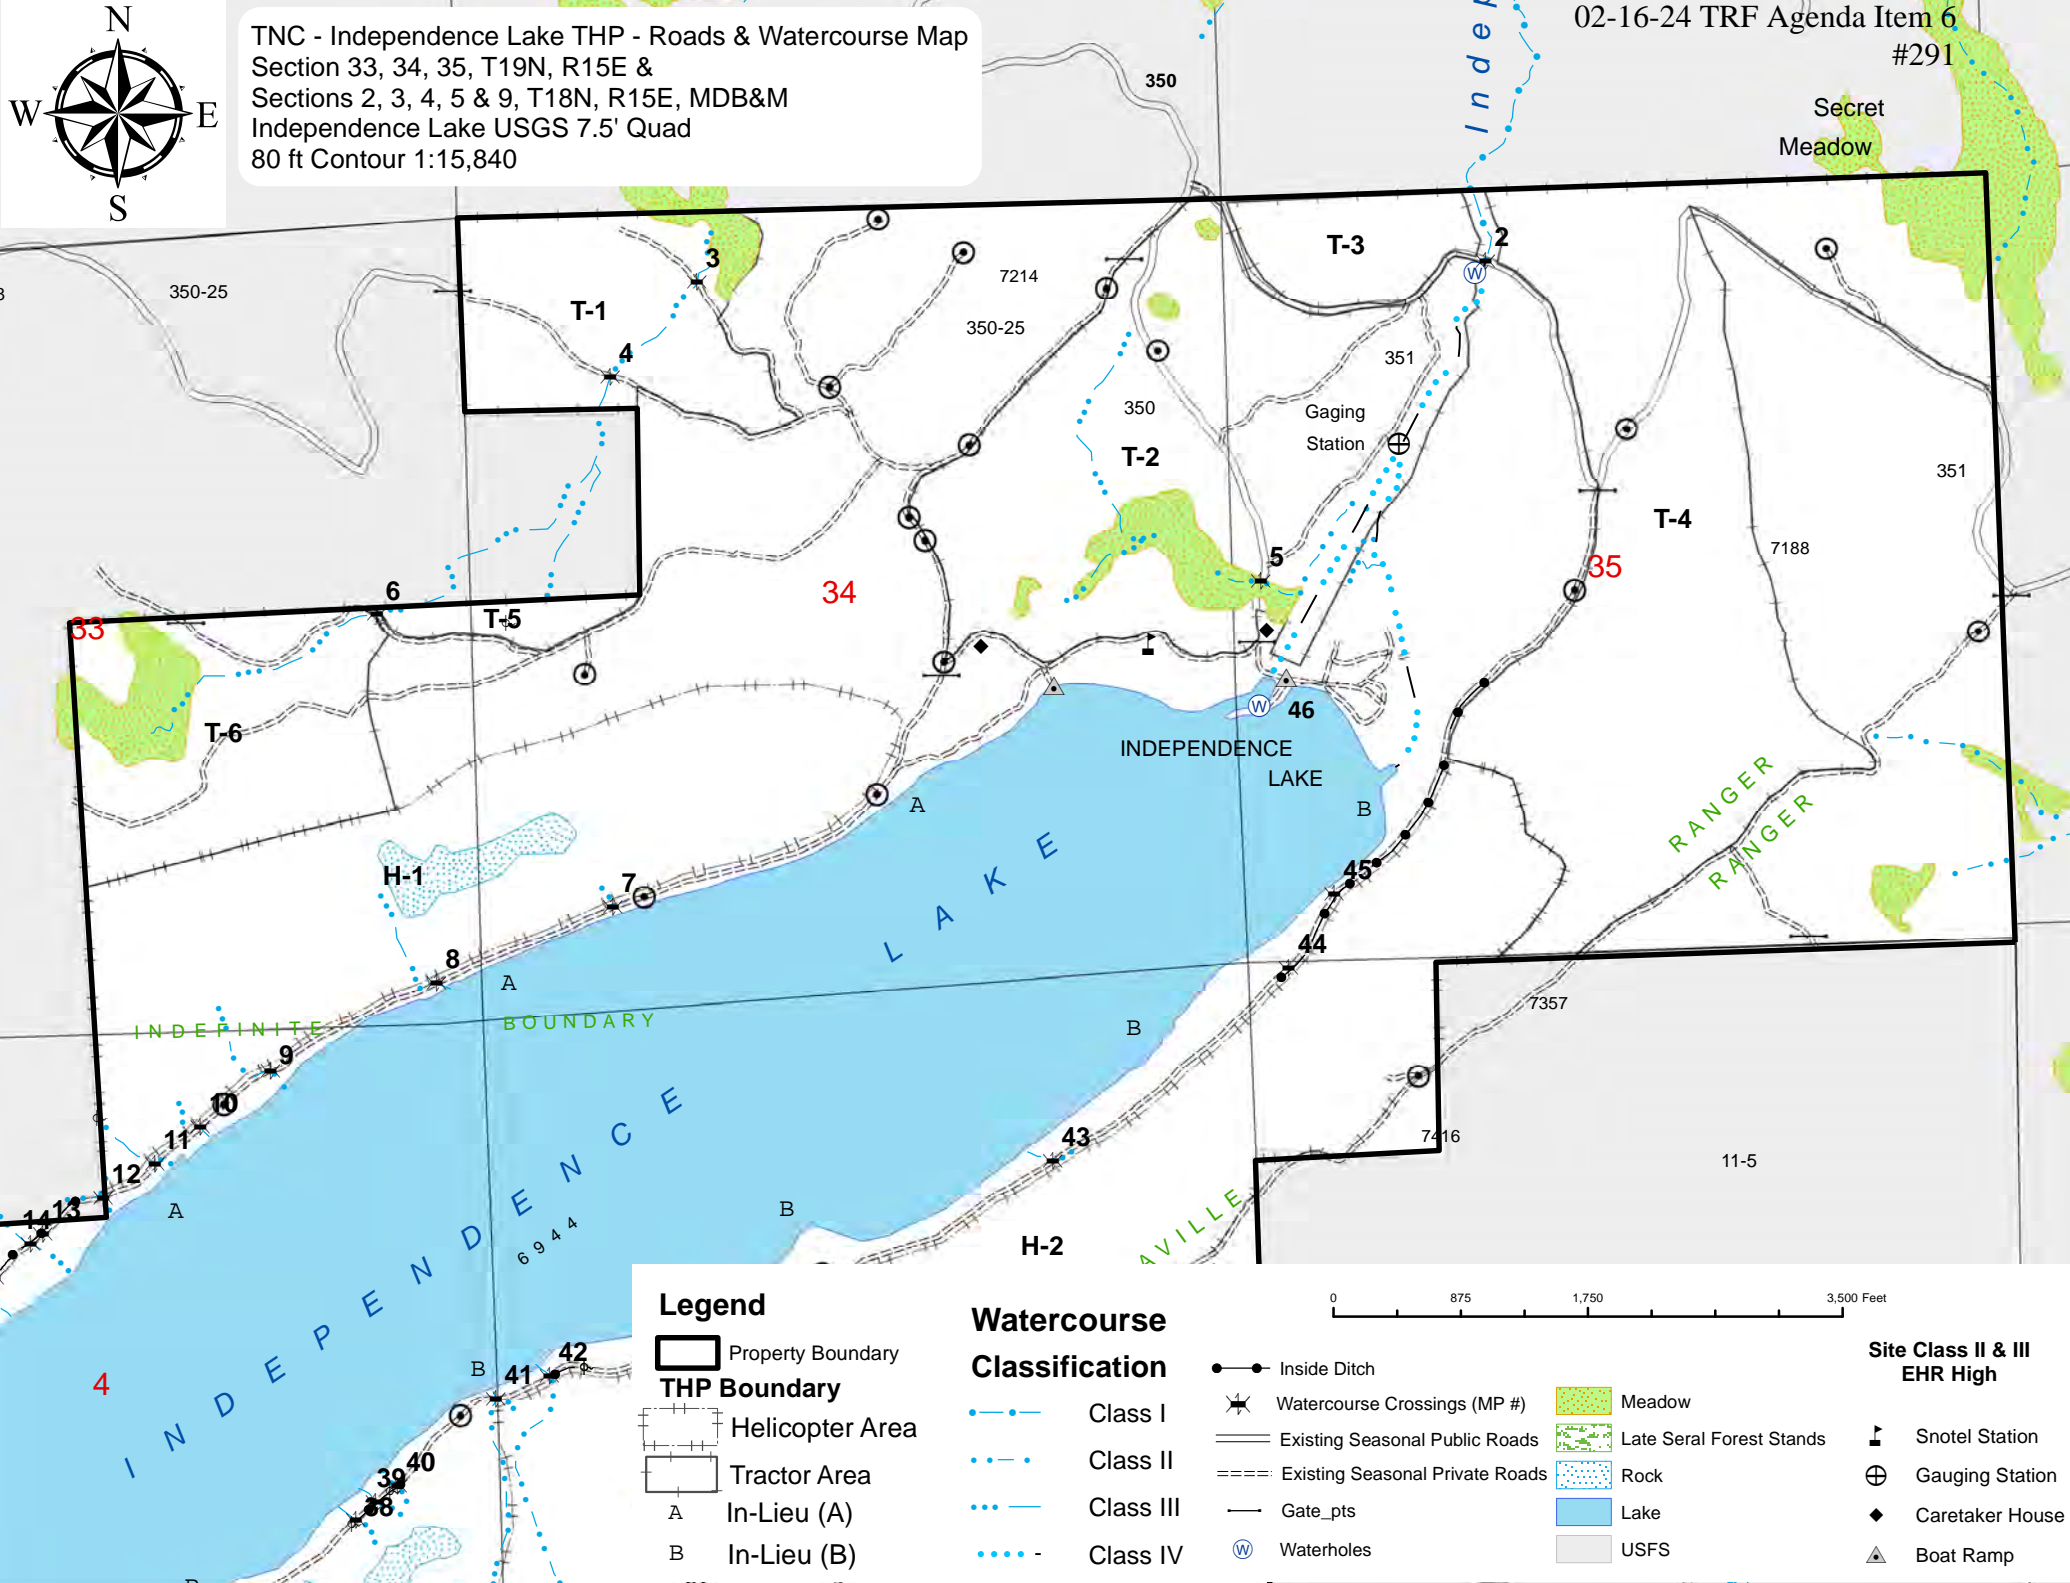 N
W E
S
TNC - Independence Lake THP - Roads & Watercourse Map
Section 33, 34, 35, T19N, R15E &
Sections 2, 3, 4, 5 & 9, T18N, R15E, MDB&M
Independence Lake USGS 7.5' Quad
80 ft Contour 1:15,840
02-16-24 TRF Agenda Item 6
#291
Indep
350
Secret
Meadow
T-3
2
W
3
7214
350-25
T-1
350-25
4
351
350
Gaging
Station
T-2
351
T-4
7188
5
35
34
6
T-5
33
T-6
W
46
INDEPENDENCE
LAKE
A
B
RANGER
RANGER
H-1
7
45
LAKE
44
8
A
7357
INDEFINITE BOUNDARY
B
9
10
43
7416
11
11-5
12
A
B
13
14
AVILLE
6944
H-2
INDEPENDENCE
4
B
42
41
40
39
38
Legend
Property Boundary
THP Boundary
Helicopter Area
Tractor Area
A In-Lieu (A)
B In-Lieu (B)
Watercourse
Classification
Class I
Class II
Class III
Class IV
0 875 1,750 3,500 Feet
Inside Ditch
Watercourse Crossings (MP #)
Existing Seasonal Public Roads
Existing Seasonal Private Roads
Gate_pts
W Waterholes
Meadow
Late Seral Forest Stands
Rock
Lake
USFS
Site Class II & III
EHR High
Snotel Station
Gauging Station
Caretaker House
Boat Ramp